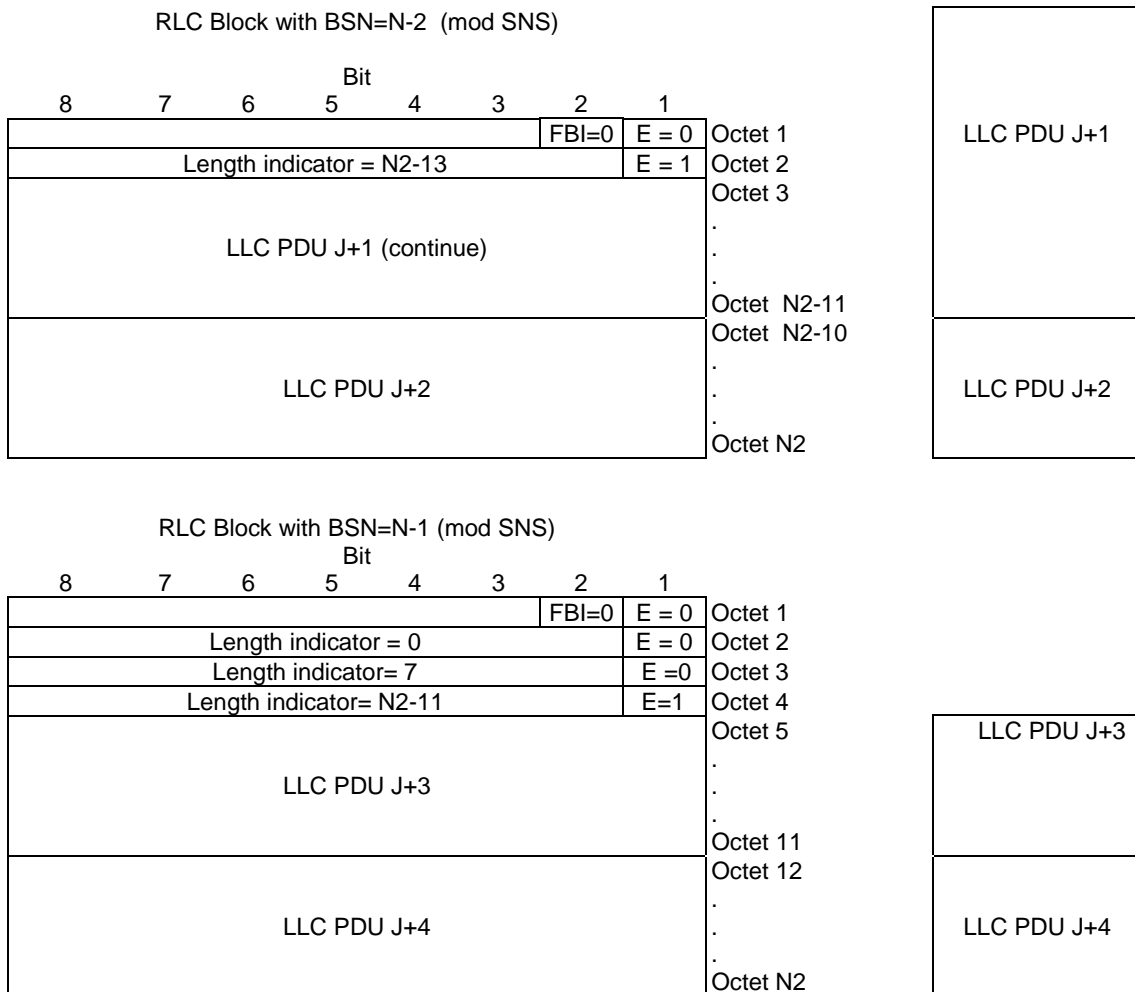 RLC Block with BSN=N-2 (mod SNS)
Bit
8 7 6 5 4 3 2 1
FBI=0 E = 0 Octet 1 LLC PDU J+1
Length indicator = N2-13 E = 1 Octet 2
Octet 3
.
LLC PDU J+1 (continue) .
.
Octet N2-11
Octet N2-10
.
LLC PDU J+2 . LLC PDU J+2
.
Octet N2
RLC Block with BSN=N-1 (mod SNS)
Bit
8 7 6 5 4 3 2 1
FBI=0 E = 0 Octet 1
Length indicator = 0 E = 0 Octet 2
Length indicator= 7 E =0 Octet 3
Length indicator= N2-11 E=1 Octet 4
Octet 5 LLC PDU J+3
.
LLC PDU J+3 .
.
Octet 11
Octet 12
.
LLC PDU J+4 . LLC PDU J+4
.
Octet N2